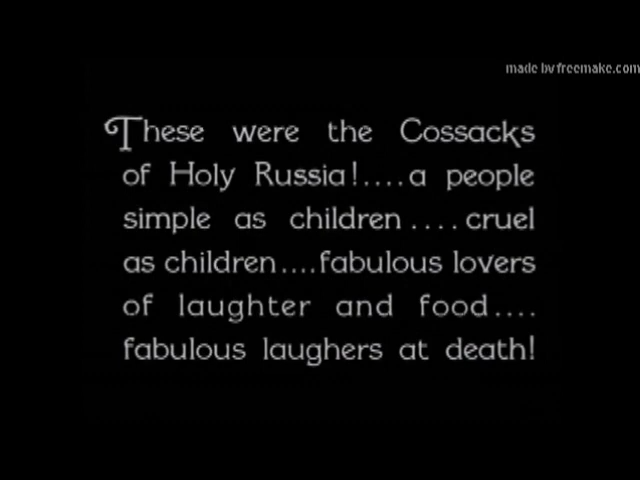 made by freemake.com
These were the Cossacks
of Holy Russia!....a people
simple as children....cruel
as children....fabulous lovers
of laughter and food....
fabulous laughers at death!